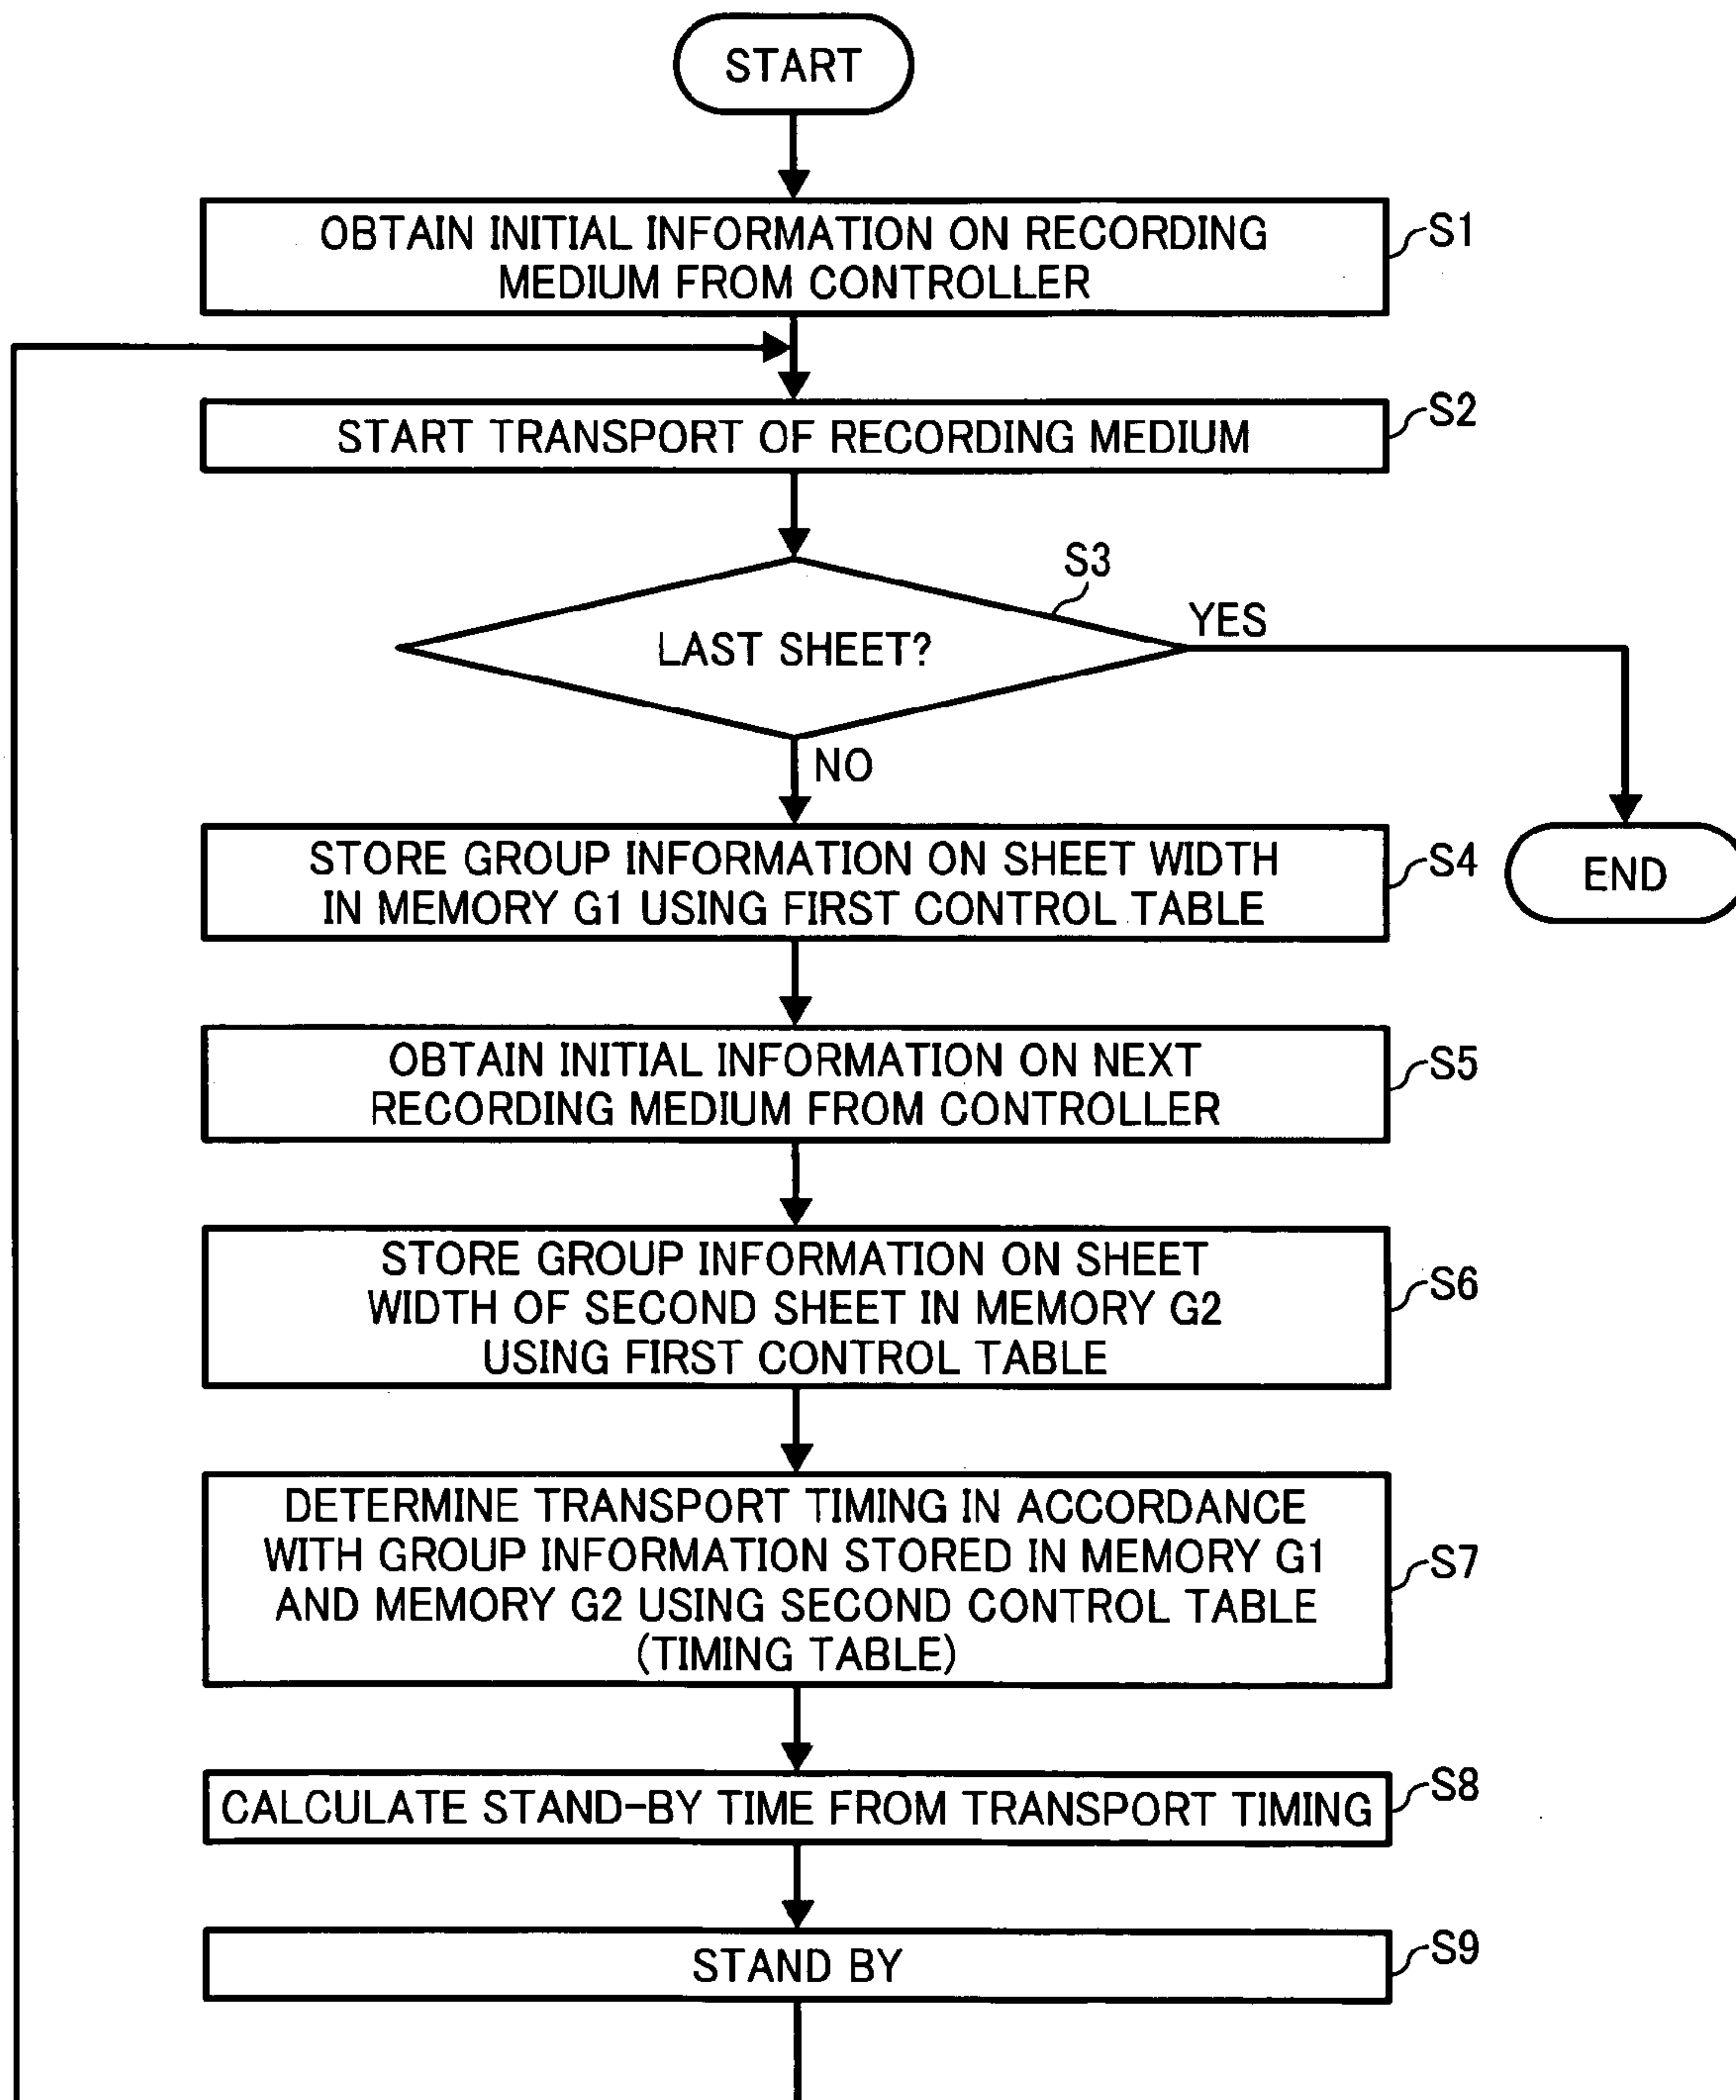 START
OBTAIN INITIAL INFORMATION ON RECORDING
MEDIUM FROM CONTROLLER
S1
START TRANSPORT OF RECORDING MEDIUM
S2
S3
LAST SHEET?
YES
NO
STORE GROUP INFORMATION ON SHEET WIDTH
IN MEMORY G1 USING FIRST CONTROL TABLE
S4
END
OBTAIN INITIAL INFORMATION ON NEXT
RECORDING MEDIUM FROM CONTROLLER
S5
STORE GROUP INFORMATION ON SHEET
WIDTH OF SECOND SHEET IN MEMORY G2
USING FIRST CONTROL TABLE
S6
DETERMINE TRANSPORT TIMING IN ACCORDANCE
WITH GROUP INFORMATION STORED IN MEMORY G1
AND MEMORY G2 USING SECOND CONTROL TABLE
(TIMING TABLE)
S7
CALCULATE STAND-BY TIME FROM TRANSPORT TIMING
S8
STAND BY
S9